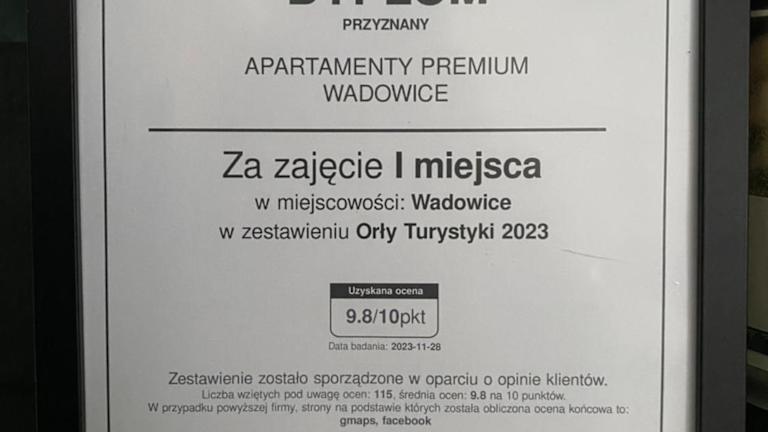 DYPLOM
PRZYZNANY
APARTAMENTY PREMIUM
WADOWICE
Za zajęcie I miejsca
w miejscowości: Wadowice
w zestawieniu Orły Turystyki 2023
Uzyskana ocena
9.8/10pkt
Data badania: 2023-11-28
Zestawienie zostało sporządzone w oparciu o opinie klientów.
Liczba wziętych pod uwagę ocen: 115, średnia ocen: 9.8 na 10 punktów.
W przypadku powyższej firmy, strony na podstawie których została obliczona ocena końcowa to:
gmaps, facebook